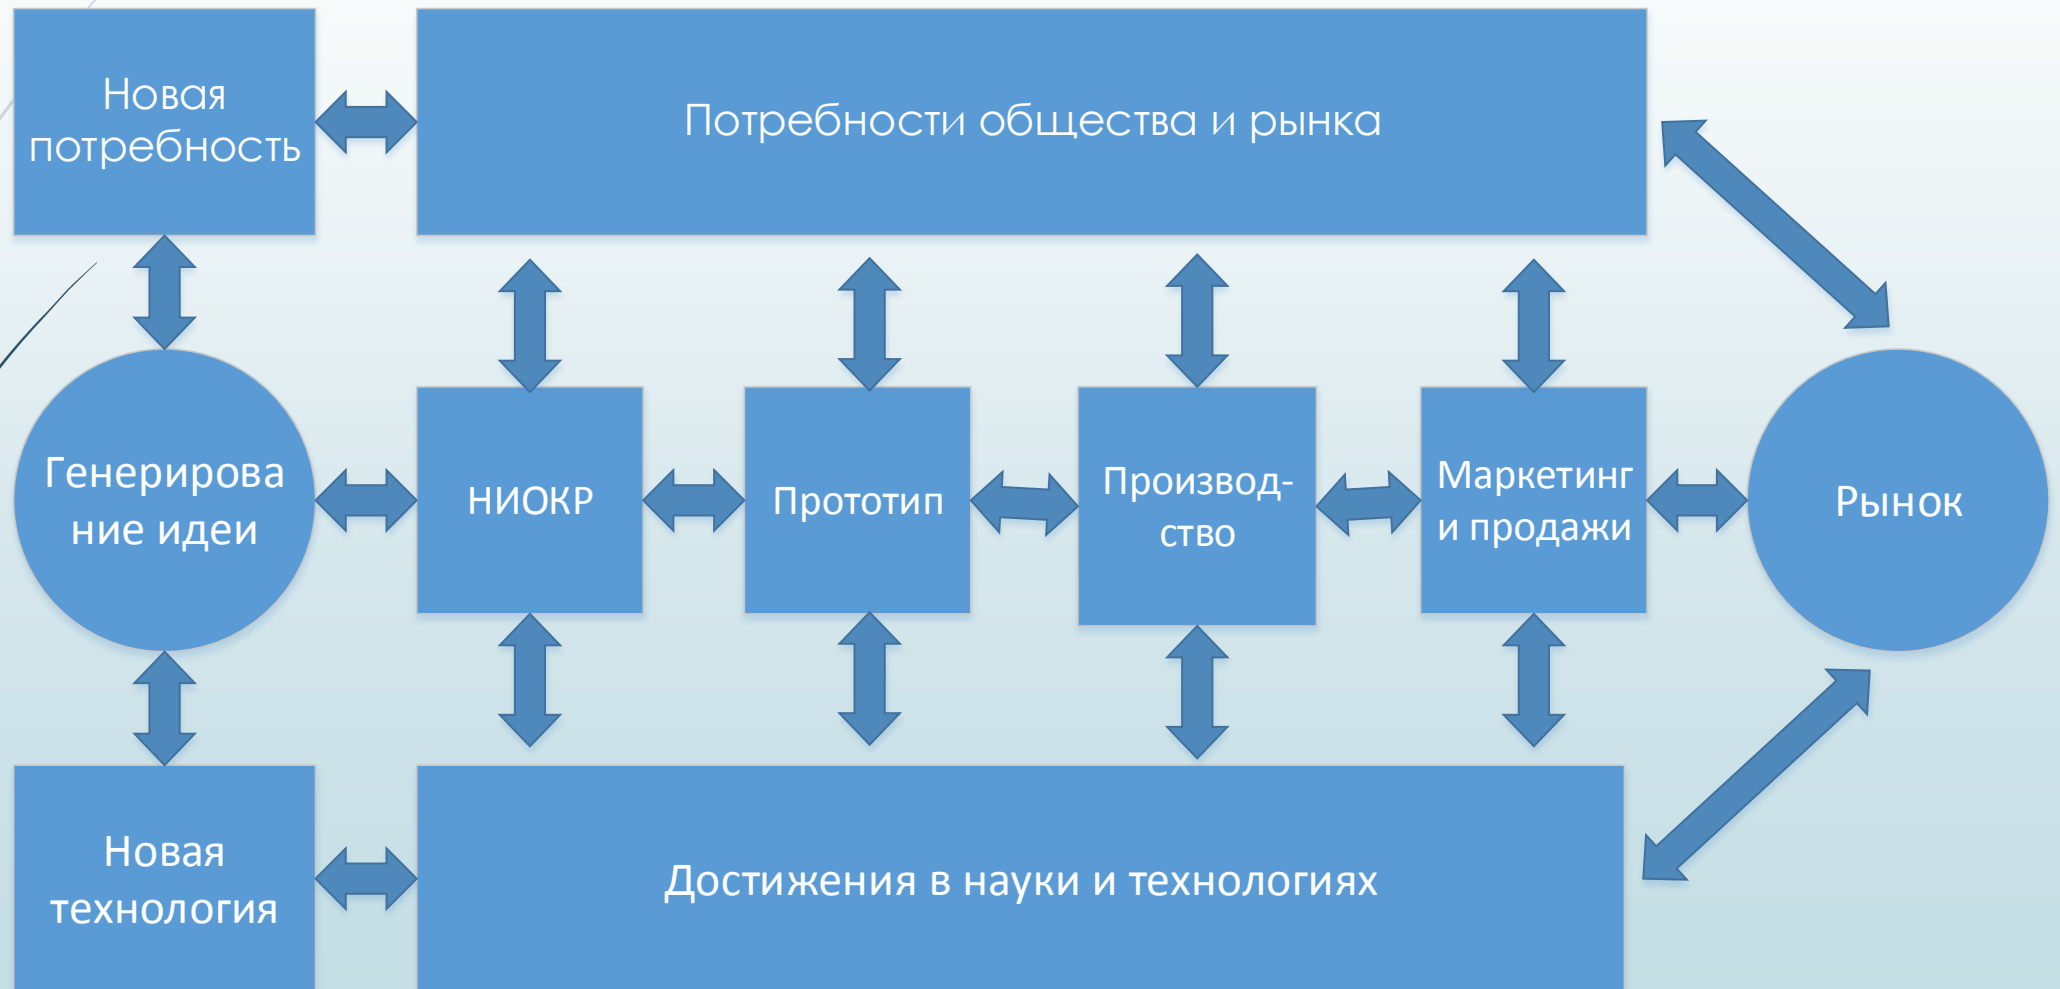 Новая
потребность
Потребности общества и рынка
Генерирова
ние идеи
НИОКР
Прототип
Производ-
ство
Маркетинг
и продажи
Рынок
Новая
технология
Достижения в науки и технологиях